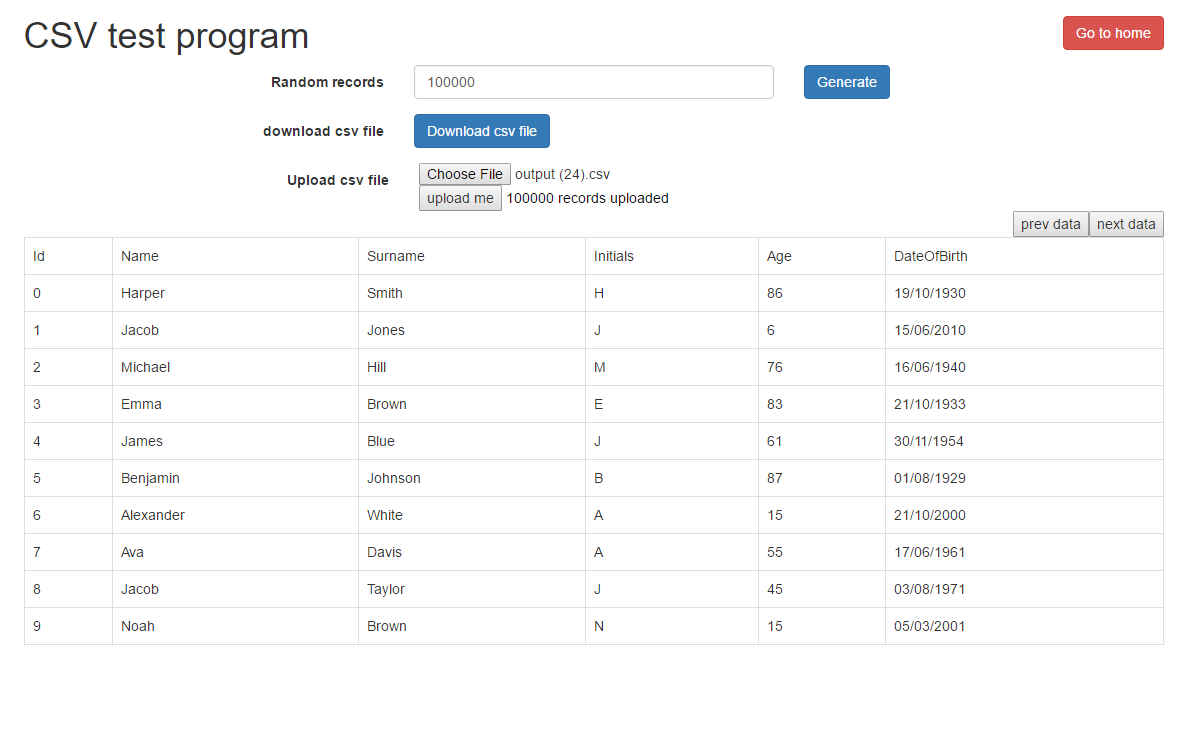 CSV test program
Go to home
Random records 100000 Generate
download csv file Download csv file
Upload csv file Choose File output (24).csv
upload me 100000 records uploaded
prev data next data
Id Name Surname Initials Age DateOfBirth
0 Harper Smith H 86 19/10/1930
1 Jacob Jones J 6 15/06/2010
2 Michael Hill M 76 16/06/1940
3 Emma Brown E 83 21/10/1933
4 James Blue J 61 30/11/1954
5 Benjamin Johnson B 87 01/08/1929
6 Alexander White A 15 21/10/2000
7 Ava Davis A 55 17/06/1961
8 Jacob Taylor J 45 03/08/1971
9 Noah Brown N 15 05/03/2001